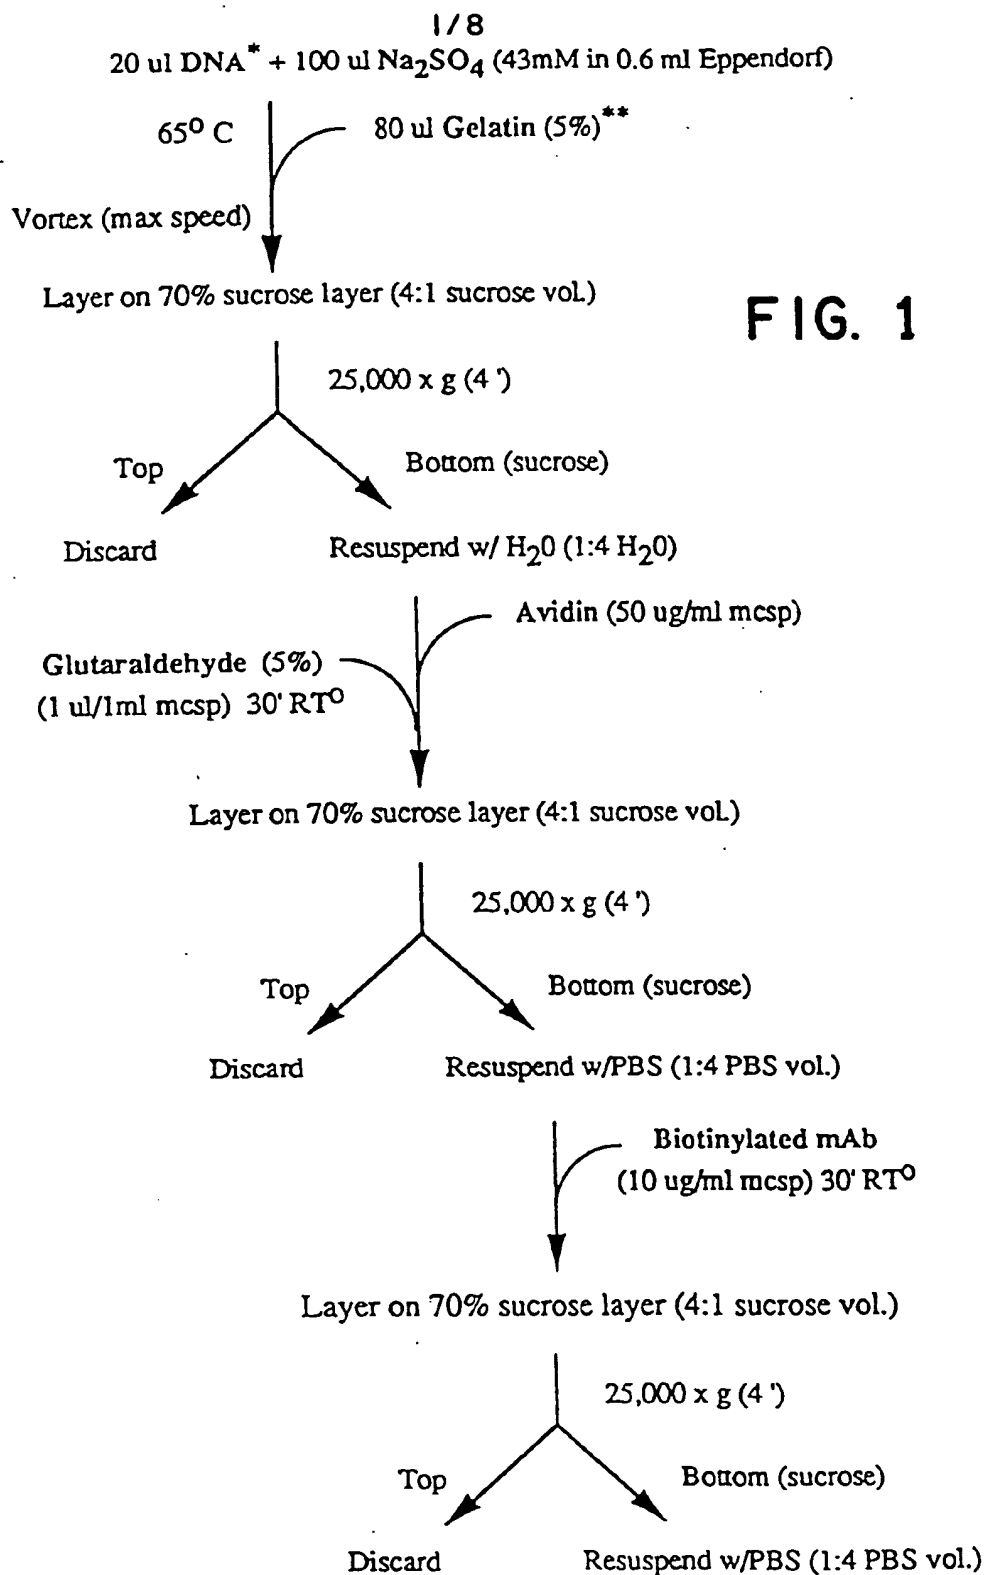 1/8
20 ul DNA* + 100 ul Na2SO4 (43mM in 0.6 ml Eppendorf)
65º C
80 ul Gelatin (5%)**
Vortex (max speed)
Layer on 70% sucrose layer (4:1 sucrose vol.)
FIG. 1
25,000 x g (4 ')
Top
Bottom (sucrose)
Discard
Resuspend w/ H20 (1:4 H20)
Avidin (50 ug/ml mcsp)
Glutaraldehyde (5%)
(1 ul/1ml mcsp) 30' RTº
Layer on 70% sucrose layer (4:1 sucrose vol.)
25,000 x g (4 ')
Top
Bottom (sucrose)
Discard
Resuspend w/PBS (1:4 PBS vol.)
Biotinylated mAb
(10 ug/ml mcsp) 30' RTº
Layer on 70% sucrose layer (4:1 sucrose vol.)
25,000 x g (4 ')
Top
Bottom (sucrose)
Discard
Resuspend w/PBS (1:4 PBS vol.)